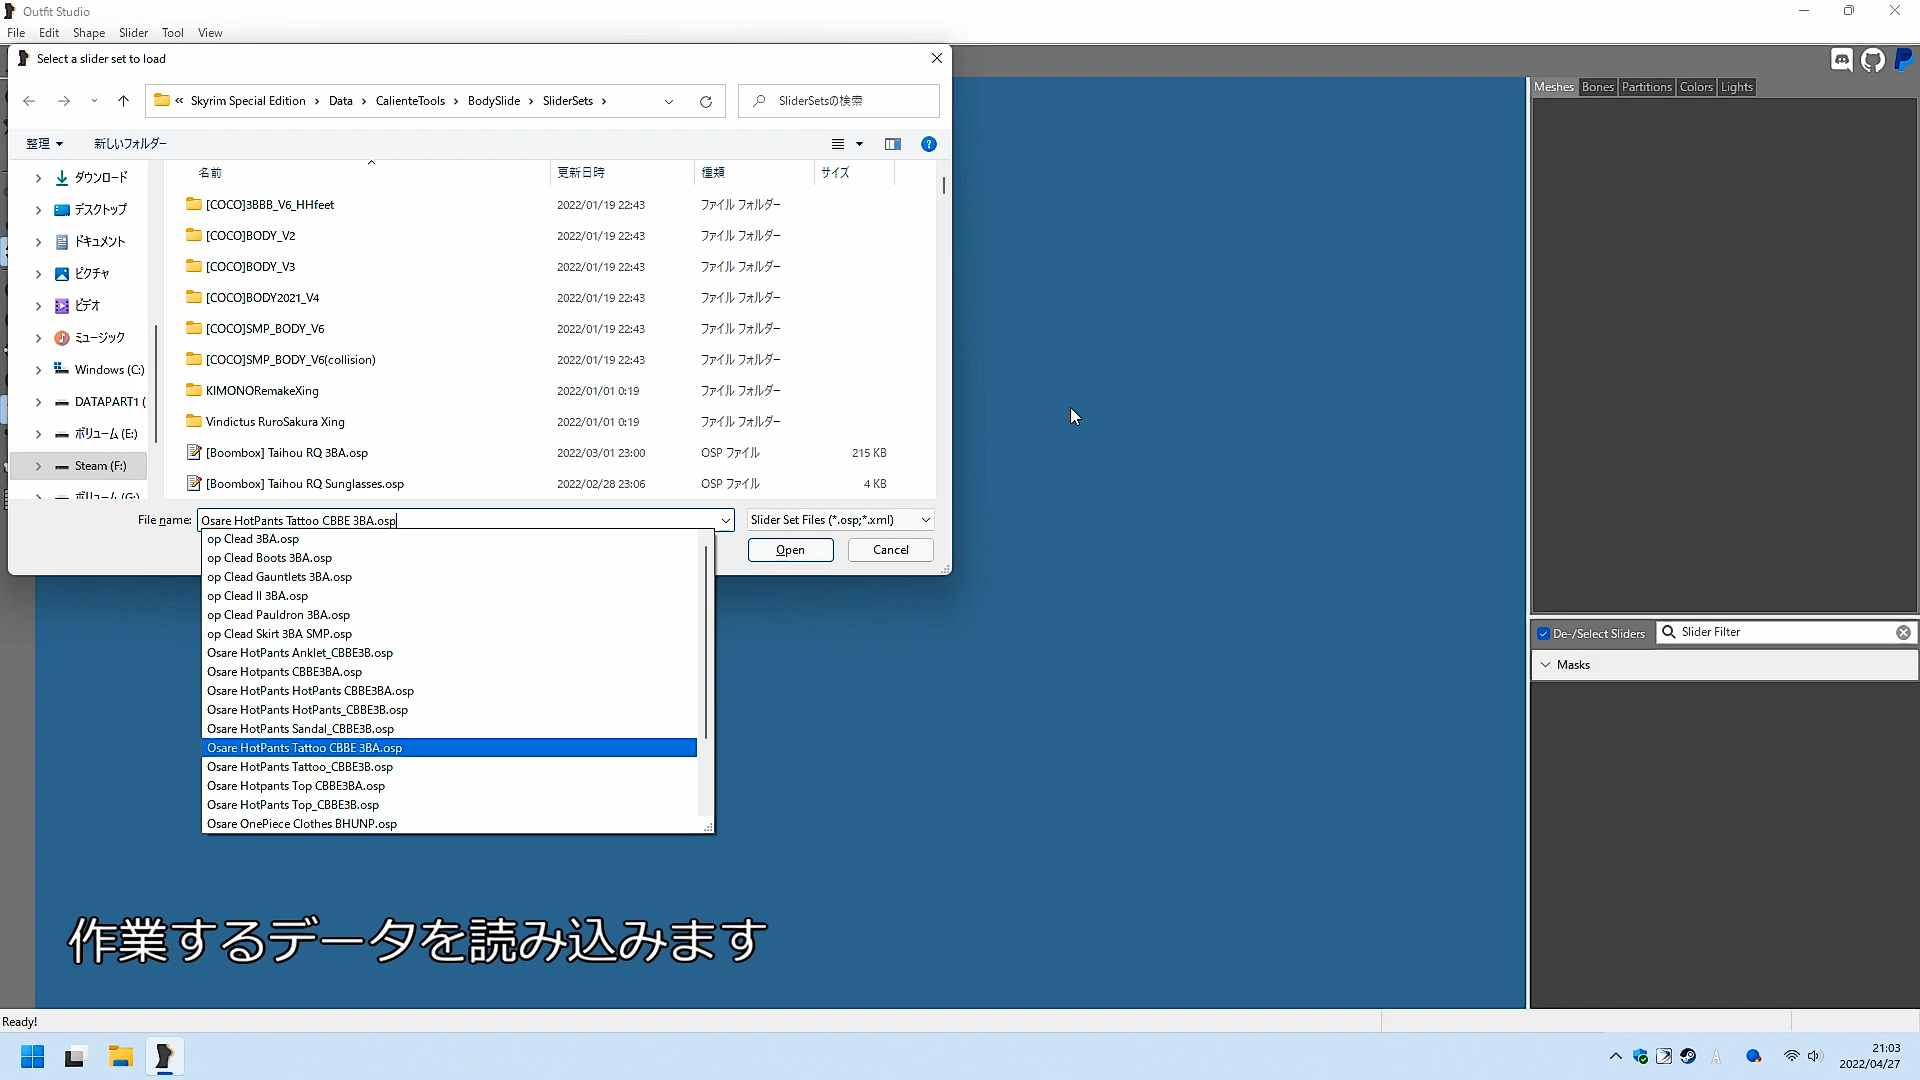 Outfit Studio
File Edit Shape Slider Tool View
Select a slider set to load
« Skyrim Special Edition › Data › CalienteTools › BodySlide › SliderSets ›
SliderSetsの検索
整理 新しいフォルダー
名前 更新日時 種類 サイズ
ダウンロード
デスクトップ
ドキュメント
ピクチャ
ビデオ
ミュージック
Windows (C:)
DATAPART1 (
ボリューム (E:)
Steam (F:)
ボリューム (G:)
[COCO]3BBB_V6_HHfeet 2022/01/19 22:43 ファイル フォルダー
[COCO]BODY_V2 2022/01/19 22:43 ファイル フォルダー
[COCO]BODY_V3 2022/01/19 22:43 ファイル フォルダー
[COCO]BODY2021_V4 2022/01/19 22:43 ファイル フォルダー
[COCO]SMP_BODY_V6 2022/01/19 22:43 ファイル フォルダー
[COCO]SMP_BODY_V6(collision) 2022/01/19 22:43 ファイル フォルダー
KIMONORemakeXing 2022/01/01 0:19 ファイル フォルダー
Vindictus RuroSakura Xing 2022/01/01 0:19 ファイル フォルダー
[Boombox] Taihou RQ 3BA.osp 2022/03/01 23:00 OSP ファイル 215 KB
[Boombox] Taihou RQ Sunglasses.osp 2022/02/28 23:06 OSP ファイル 4 KB
File name: Osare HotPants Tattoo CBBE 3BA.osp
Slider Set Files (*.osp;*.xml)
Open Cancel
op Clead 3BA.osp
op Clead Boots 3BA.osp
op Clead Gauntlets 3BA.osp
op Clead II 3BA.osp
op Clead Pauldron 3BA.osp
op Clead Skirt 3BA SMP.osp
Osare HotPants Anklet_CBBE3B.osp
Osare Hotpants CBBE3BA.osp
Osare HotPants HotPants CBBE3BA.osp
Osare HotPants HotPants_CBBE3B.osp
Osare HotPants Sandal_CBBE3B.osp
Osare HotPants Tattoo CBBE 3BA.osp
Osare HotPants Tattoo_CBBE3B.osp
Osare Hotpants Top CBBE3BA.osp
Osare HotPants Top_CBBE3B.osp
Osare OnePiece Clothes BHUNP.osp
Meshes Bones Partitions Colors Lights
De-/Select Sliders Slider Filter
Masks
作業するデータを読み込みます
Ready!
21:03
2022/04/27